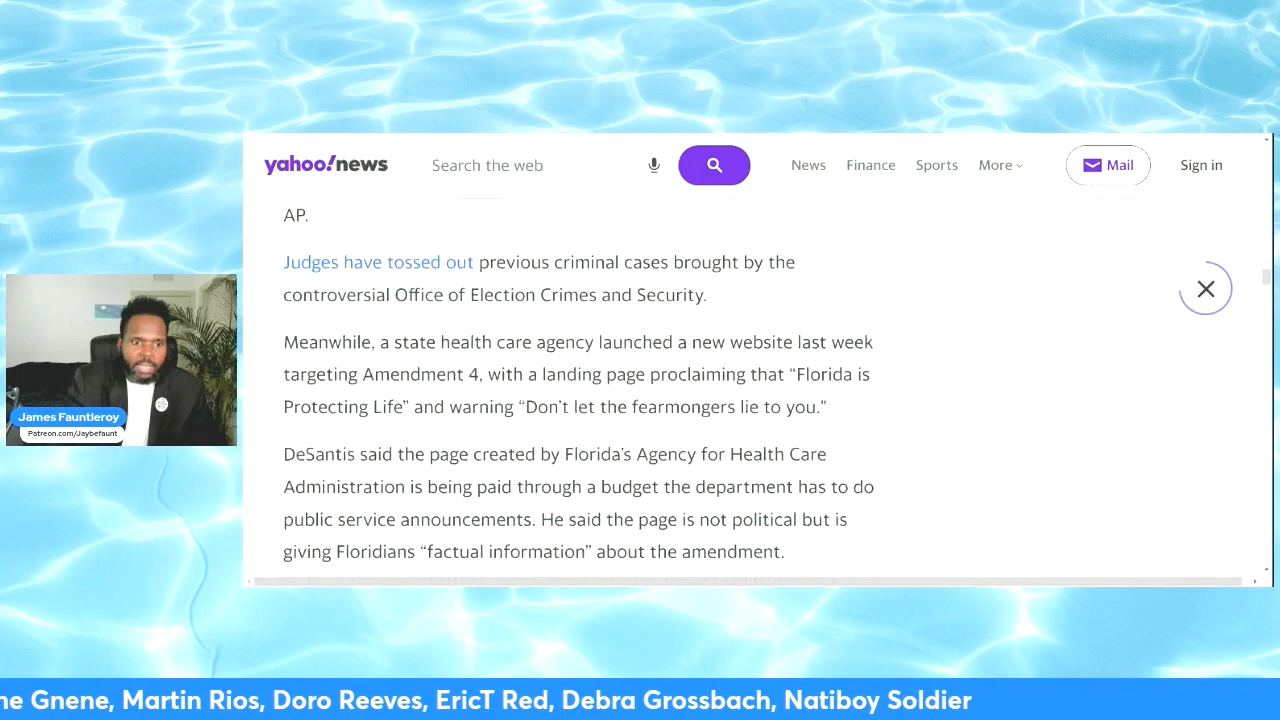 yahoo!news
Search the web
News
Finance
Sports
More
Mail
Sign in
AP.
Judges have tossed out previous criminal cases brought by the
controversial Office of Election Crimes and Security.
Meanwhile, a state health care agency launched a new website last week
targeting Amendment 4, with a landing page proclaiming that “Florida is
Protecting Life” and warning “Don’t let the fearmongers lie to you."
DeSantis said the page created by Florida’s Agency for Health Care
Administration is being paid through a budget the department has to do
public service announcements. He said the page is not political but is
giving Floridians “factual information” about the amendment.
James Fauntleroy
Patreon.com/Jaybefaunt
ne Gnene, Martin Rios, Doro Reeves, EricT Red, Debra Grossbach, Natiboy Soldier